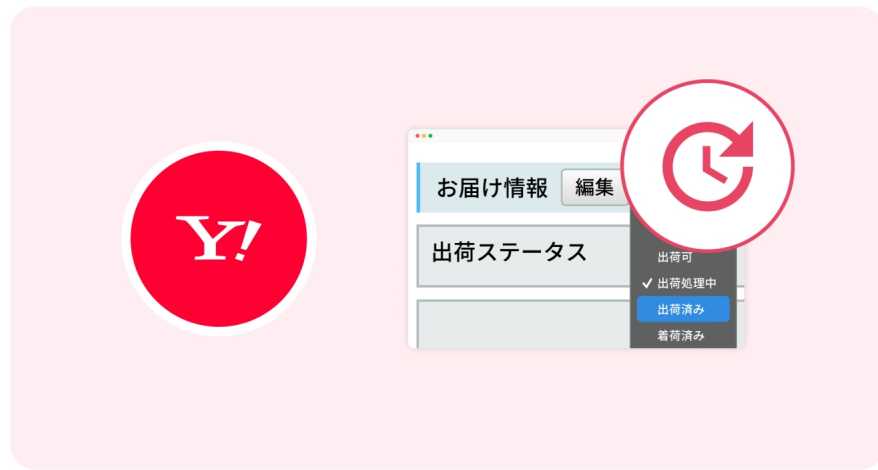 Y!
お届け情報 編集
出荷ステータス
出荷可
✓ 出荷処理中
出荷済み
着荷済み